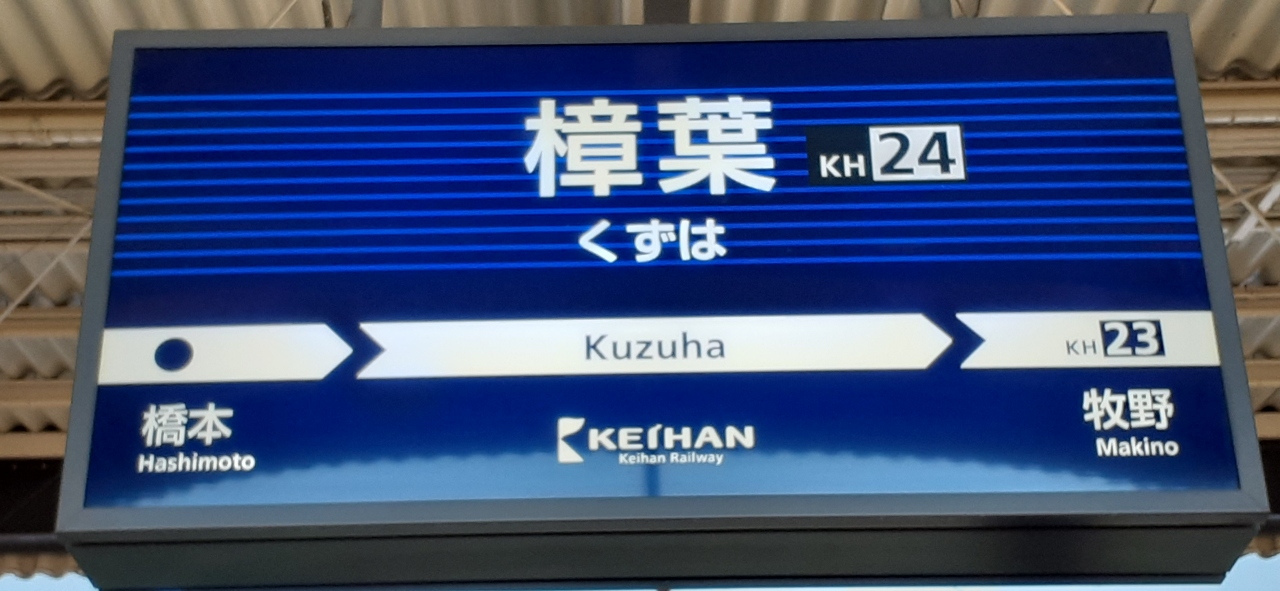 樟葉 KH 24
くずは
Kuzuha
KH 23
橋本
Hashimoto
KEIHAN
Keihan Railway
牧野
Makino